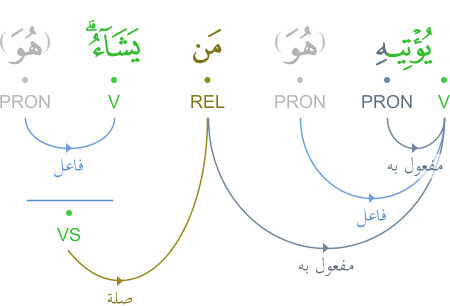 يُؤْتِيهِ (هُوَ) مَن يَشَآءُ ۚ (هُوَ)
V PRON PRON REL V PRON
مفعول به
فاعل
فاعل
VS
مفعول به
صلة